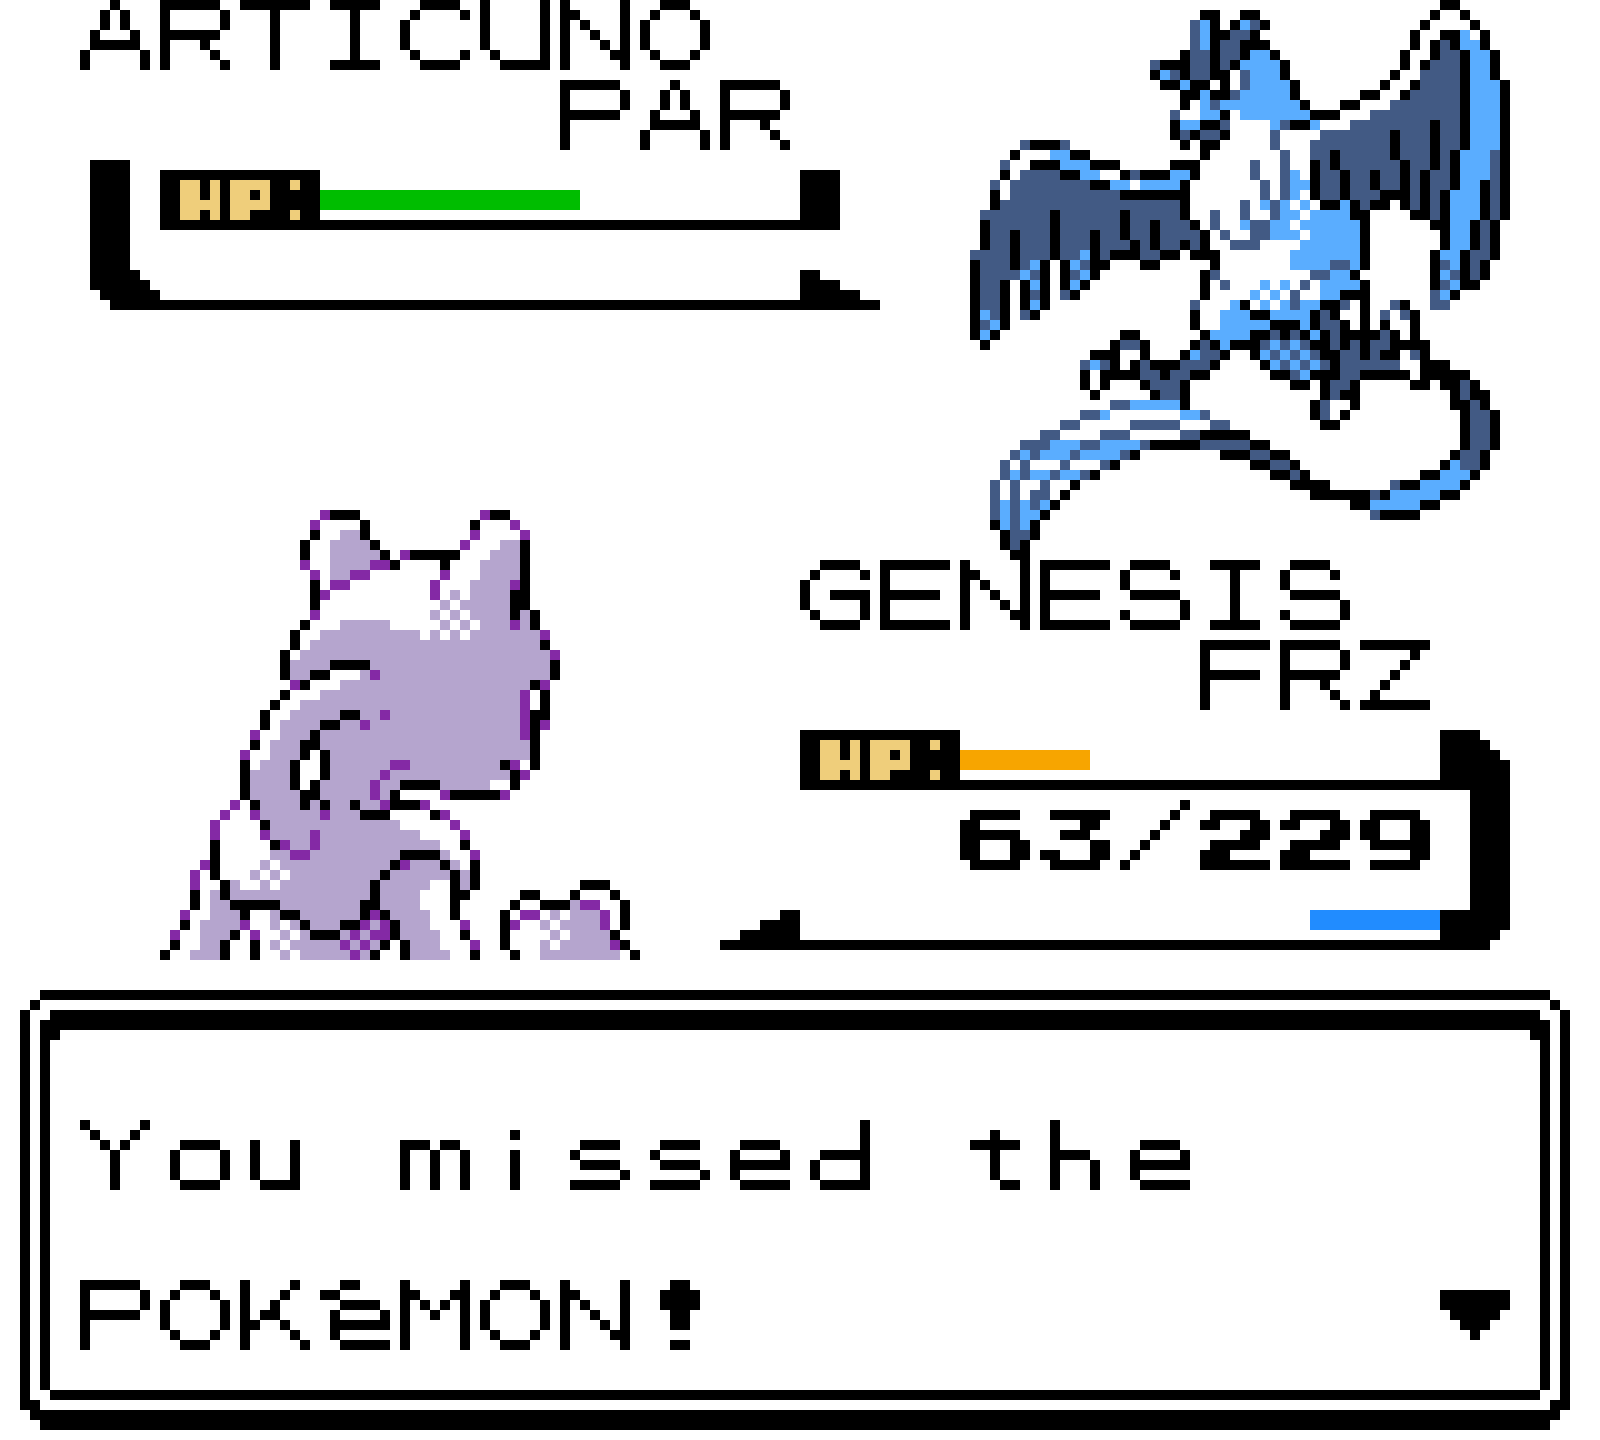 ARTICUNO
PAR
HP:
GENESIS
FRZ
HP:
63/229
You missed the
POKéMON!